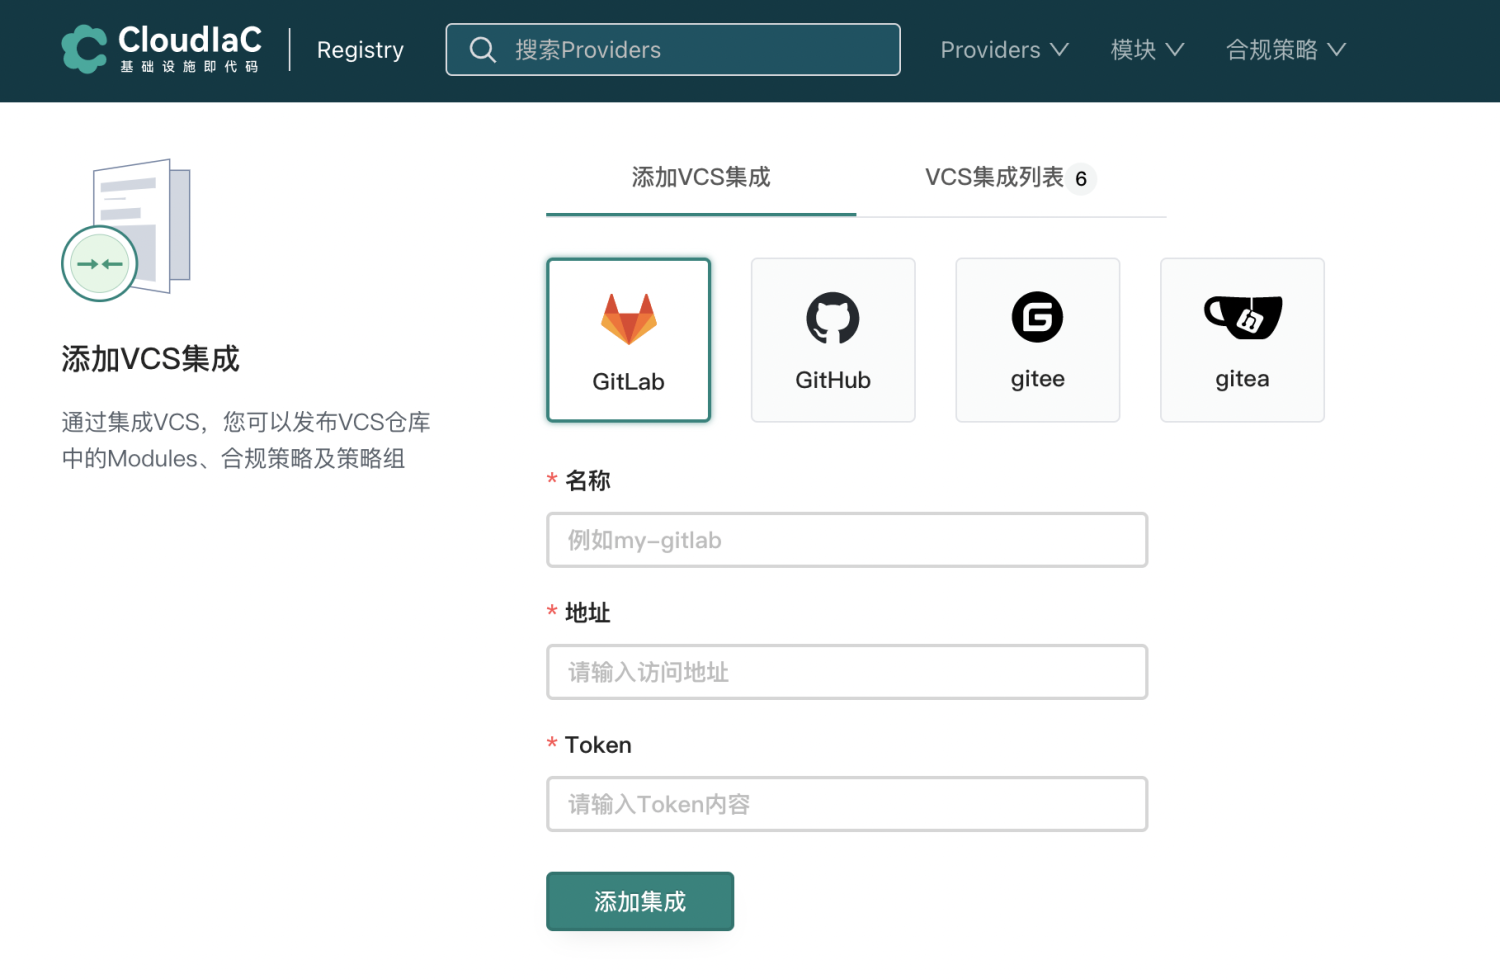 CloudIaC
基础设施即代码
Registry
搜索Providers
Providers
模块
合规策略
添加VCS集成
VCS集成列表 6
添加VCS集成
通过集成VCS，您可以发布VCS仓库
中的Modules、合规策略及策略组
GitLab
GitHub
gitee
gitea
* 名称
例如my-gitlab
* 地址
请输入访问地址
* Token
请输入Token内容
添加集成